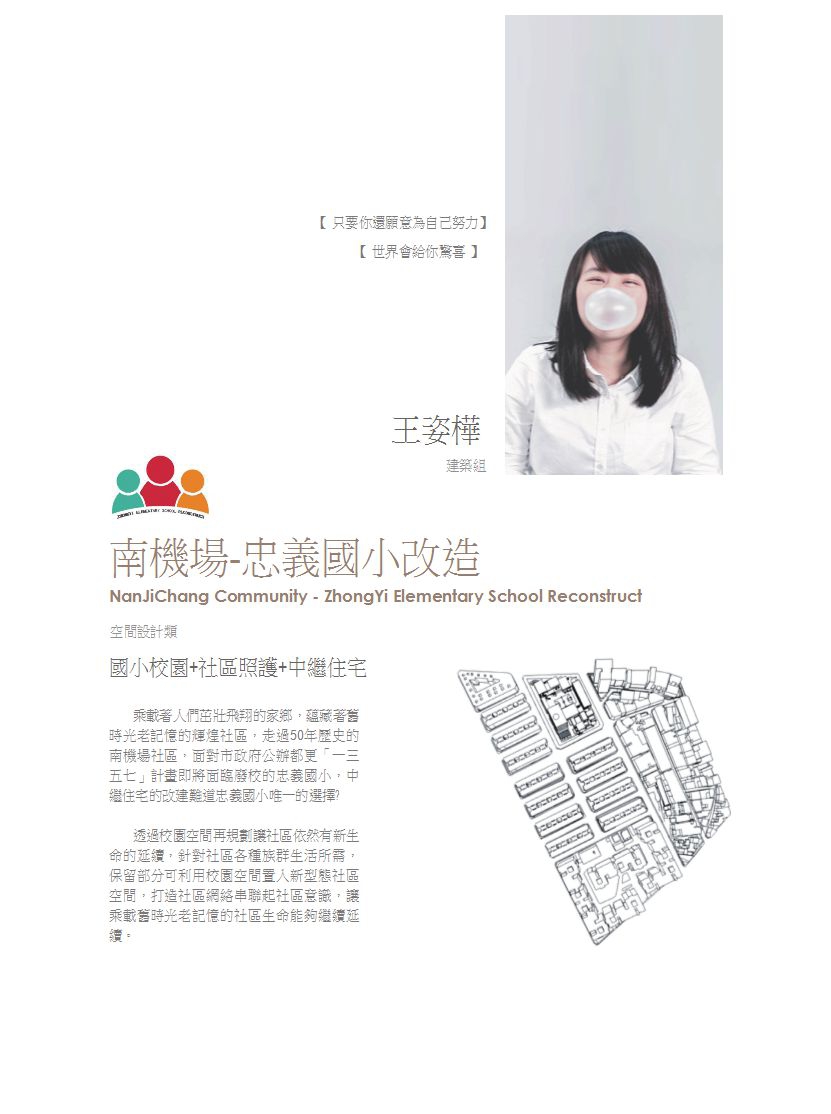 【 只要你還願意為自己努力】
【 世界會給你驚喜 】
王姿樺
建築組
ZHONGYI ELEMENTARY SCHOOL RECONSTRUCT
南機場-忠義國小改造
NanJiChang Community - ZhongYi Elementary School Reconstruct
空間設計類
國小校園+社區照護+中繼住宅
乘載著人們茁壯飛翔的家鄉，蘊藏著舊
時光老記憶的輝煌社區，走過50年歷史的
南機場社區，面對市政府公辦都更「一三
五七」計畫即將面臨廢校的忠義國小，中
繼住宅的改建難道忠義國小唯一的選擇?
透過校園空間再規劃讓社區依然有新生
命的延續，針對社區各種族群生活所需，
保留部分可利用校園空間置入新型態社區
空間，打造社區網絡串聯起社區意識，讓
乘載舊時光老記憶的社區生命能夠繼續延
續。